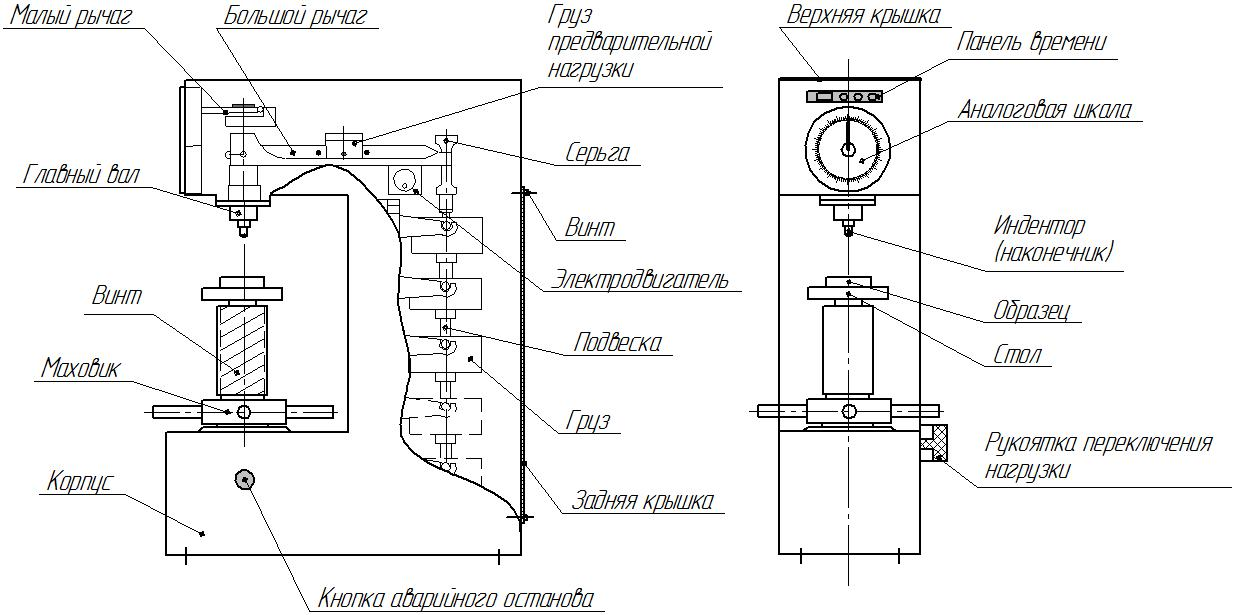 Малый рычаг
Большой рычаг
Груз
предварительной
нагрузки
Верхняя крышка
Панель времени
Аналоговая шкала
Серьга
Главный вал
Винт
Индентор
(наконечник)
Электродвигатель
Винт
Образец
Подвеска
Стол
Маховик
Груз
Рукоятка переключения
нагрузки
Корпус
Задняя крышка
Кнопка аварийного останова